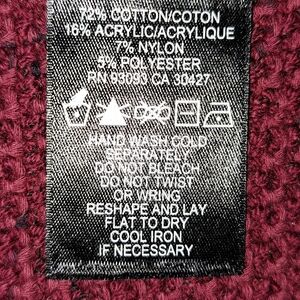 72% COTTON/COTON
16% ACRYLIC/ACRYLIQUE
7% NYLON
5% POLYESTER
RN 93093 CA 30427
HAND WASH COLD
SEPARATELY
DO NOT BLEACH
DO NOT TWIST
OR WRING
RESHAPE AND LAY
FLAT TO DRY
COOL IRON
IF NECESSARY